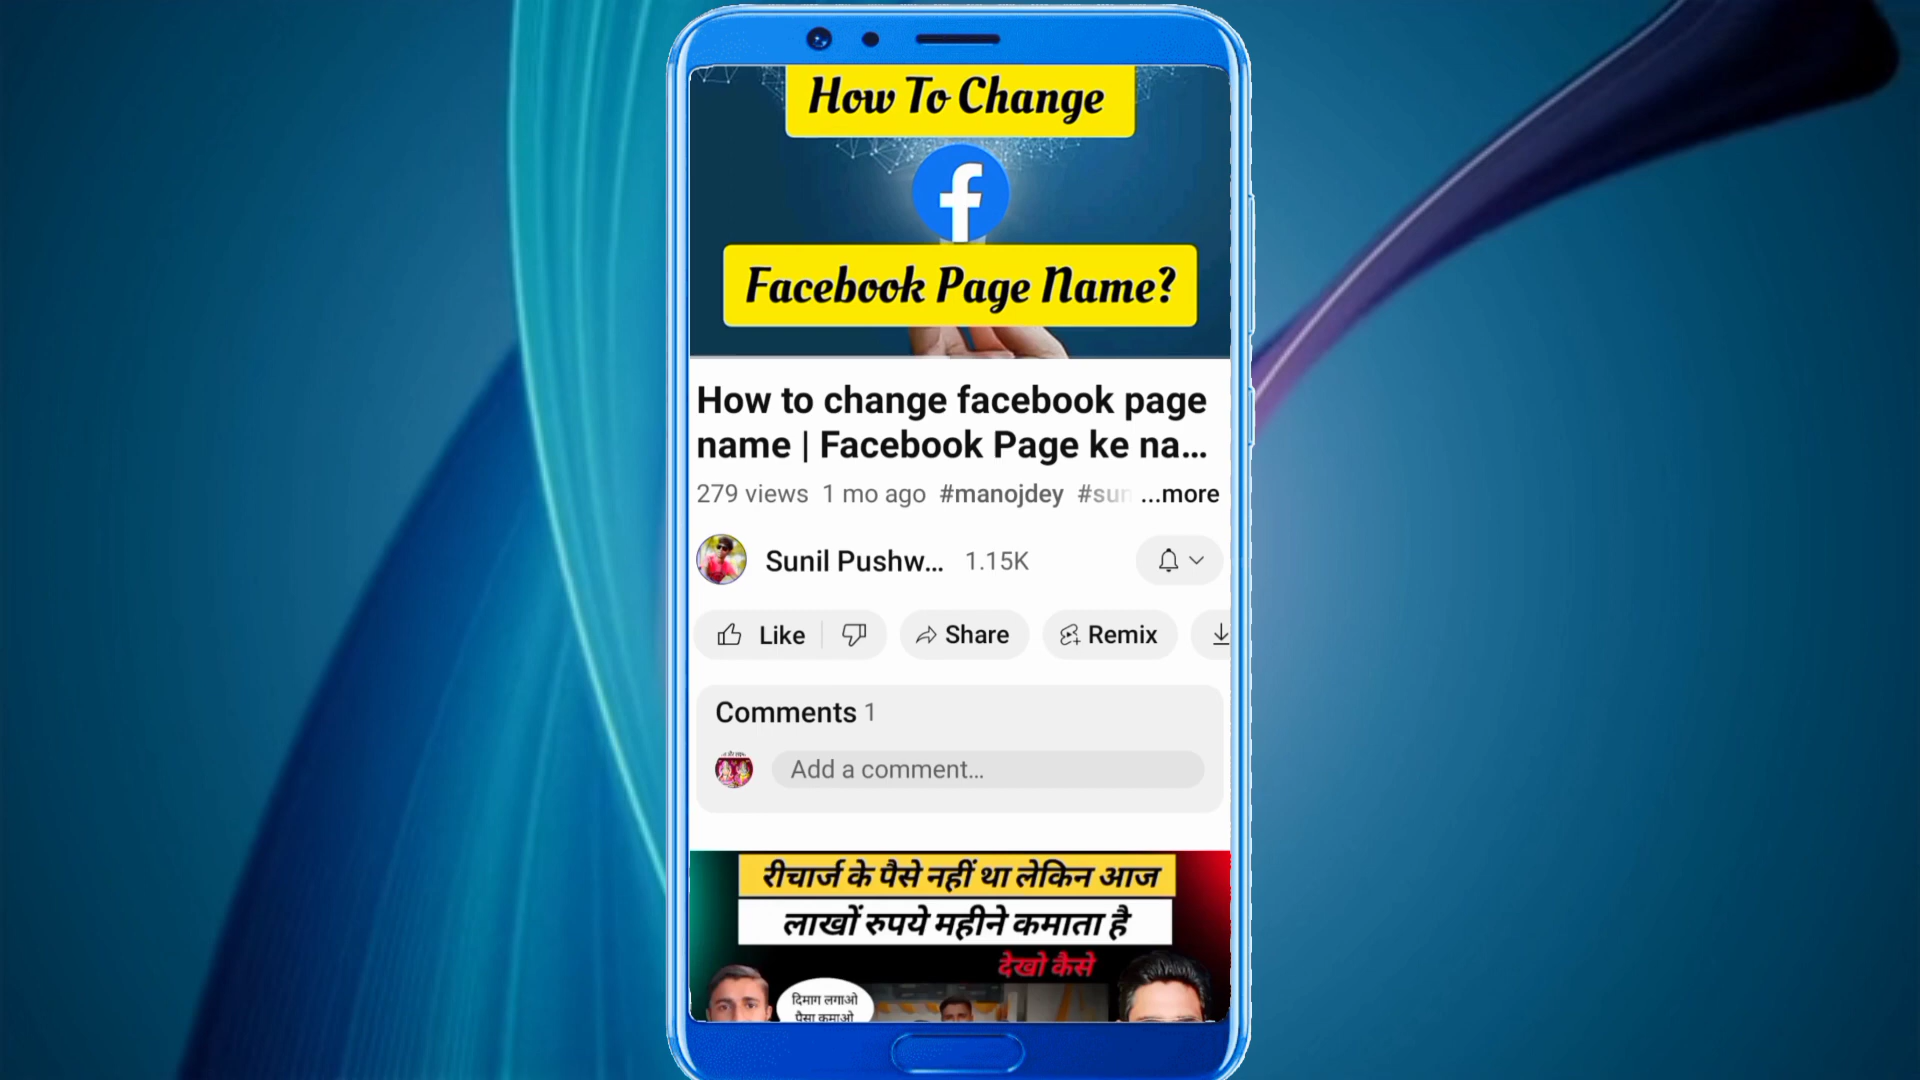 How To Change
f
Facebook Page Name?
How to change facebook page
name | Facebook Page ke na...
279 views 1 mo ago #manojdey #sun ...more
Sunil Pushw... 1.15K
Like Share Remix
Comments 1
Add a comment...
रीचार्ज के पैसे नहीं था लेकिन आज
लाखों रुपये महीने कमाता है
देखो कैसे
दिमाग लगाओ
पैसा कमाओ